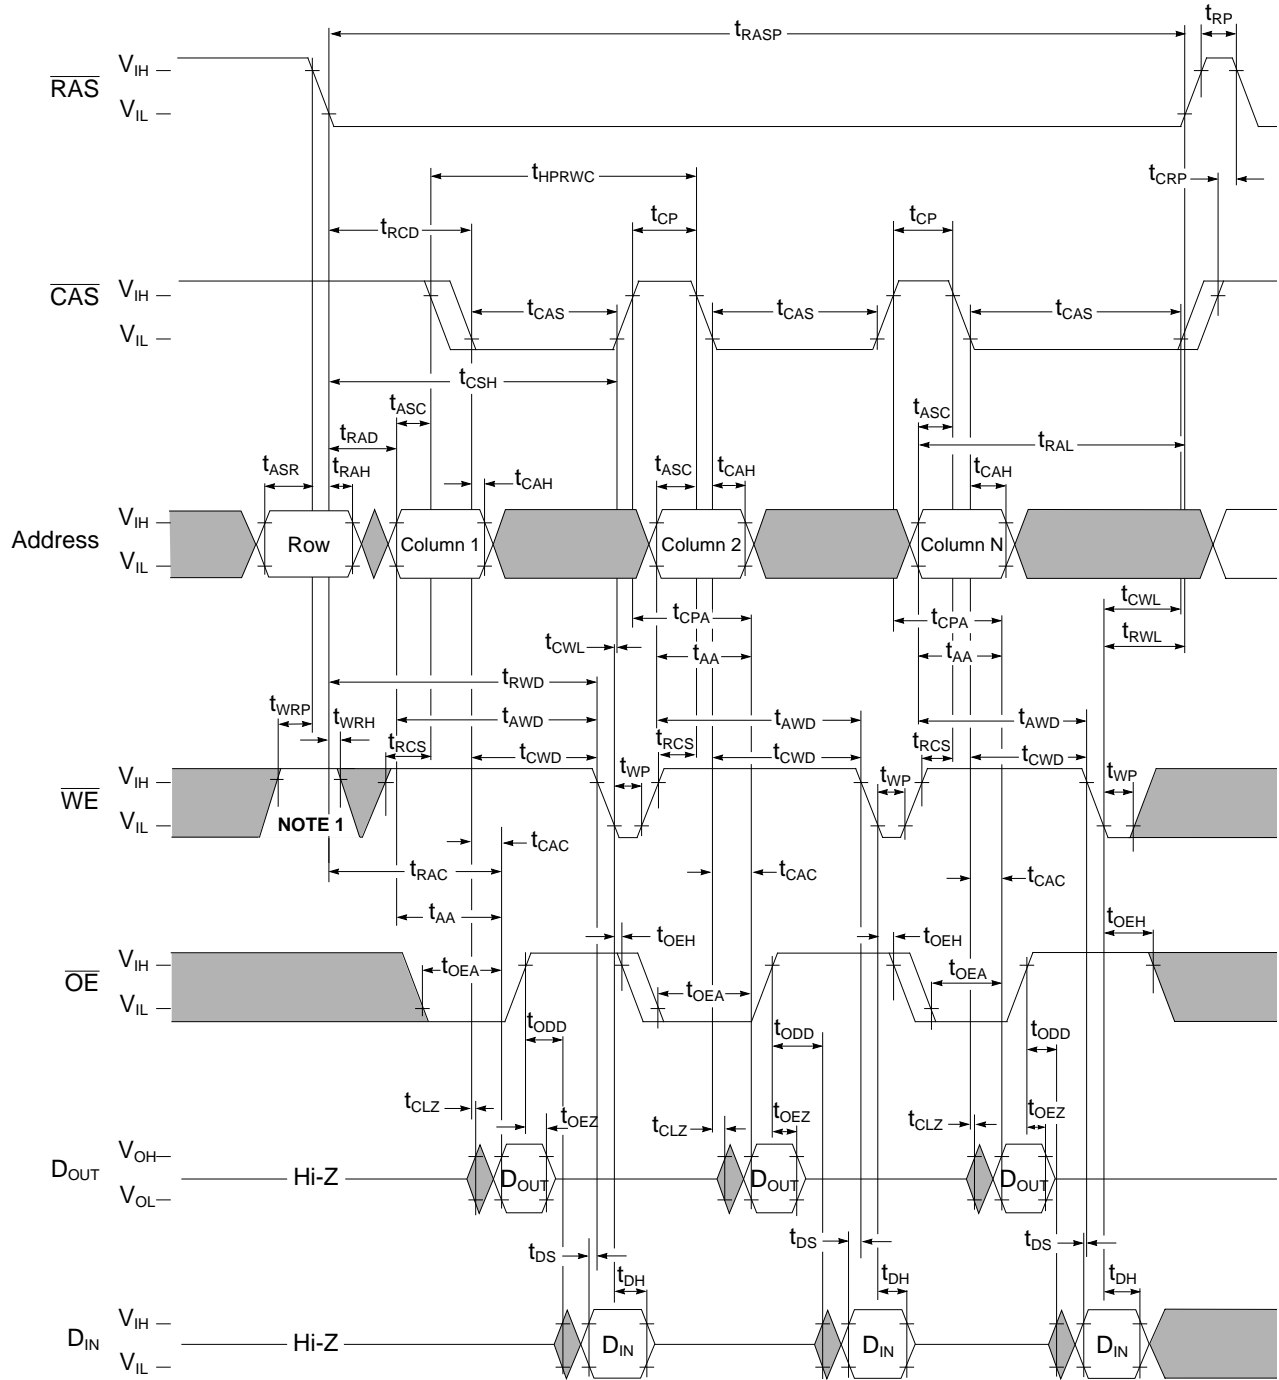 tRASP tRP
RAS VIH
VIL
tHPRWC tCRP
tRCD tCP tCP
CAS VIH
VIL
tCAS tCAS tCAS
tCSH
tASC tASC
tRAD tRAL
tASR tRAH tCAH tASC tCAH tCAH
Address VIH
VIL
Row Column 1 Column 2 Column N
tCWL
tCPA tCPA
tCWL tAA tAA tRWL
tRWD
tWRP tWRH tAWD tAWD tAWD
tRCS tCWD tRCS tCWD tRCS tCWD
WE VIH
VIL
tWP tWP tWP
NOTE 1
tCAC tCAC tCAC
tRAC
tAA
tOEH tOEH tOEH
OE VIH
VIL
tOEA tOEA tOEA
tODD tODD tODD
tCLZ tOEZ tCLZ tOEZ tCLZ tOEZ
DOUT VOH
VOL
Hi-Z DOUT DOUT DOUT
tDS tDS tDS
tDH tDH tDH
DIN VIH
VIL
Hi-Z DIN DIN DIN